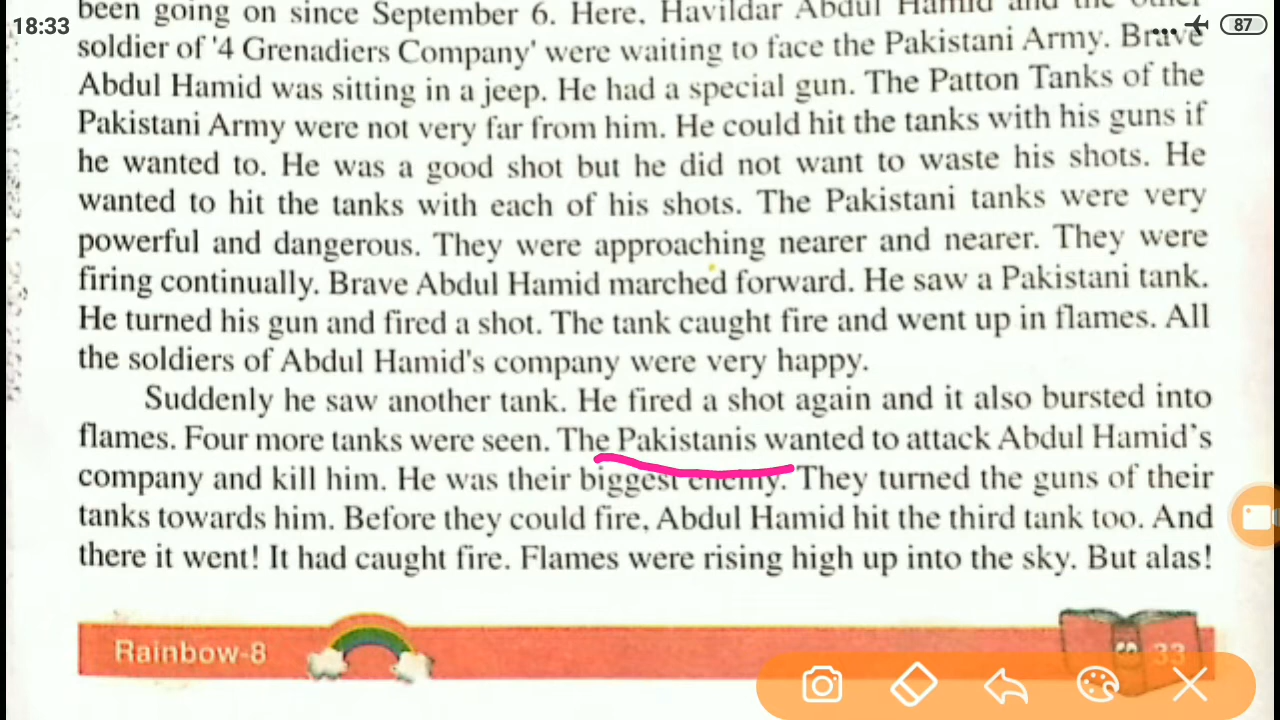 been going on since September 6. Here, Havildar Abdul Hamid and the other
18:33
87
soldier of '4 Grenadiers Company' were waiting to face the Pakistani Army. Brave
Abdul Hamid was sitting in a jeep. He had a special gun. The Patton Tanks of the
Pakistani Army were not very far from him. He could hit the tanks with his guns if
he wanted to. He was a good shot but he did not want to waste his shots. He
wanted to hit the tanks with each of his shots. The Pakistani tanks were very
powerful and dangerous. They were approaching nearer and nearer. They were
firing continually. Brave Abdul Hamid marched forward. He saw a Pakistani tank.
He turned his gun and fired a shot. The tank caught fire and went up in flames. All
the soldiers of Abdul Hamid's company were very happy.
Suddenly he saw another tank. He fired a shot again and it also bursted into
flames. Four more tanks were seen. The Pakistanis wanted to attack Abdul Hamid's
company and kill him. He was their biggest enemy. They turned the guns of their
tanks towards him. Before they could fire, Abdul Hamid hit the third tank too. And
there it went! It had caught fire. Flames were rising high up into the sky. But alas!
Rainbow-8
33